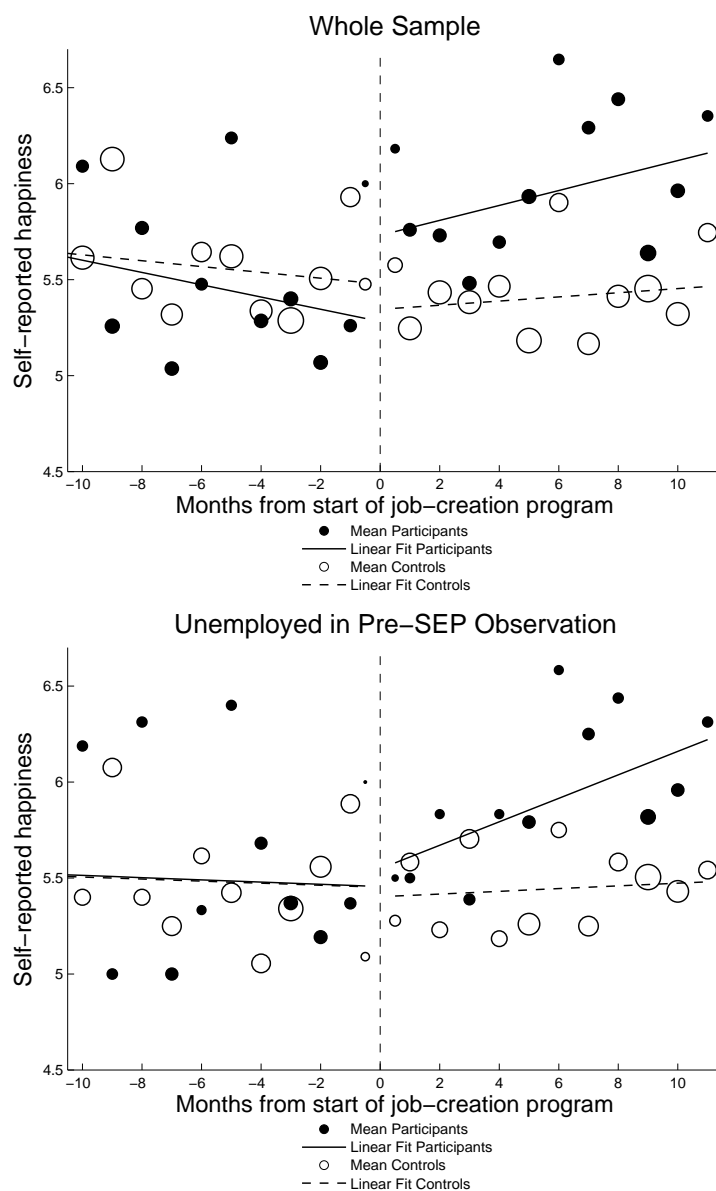 Whole Sample
6.5
6
5.5
5
4.5
Self−reported happiness
−10 −8 −6 −4 −2 0 2 4 6 8 10
Months from start of job−creation program
Mean Participants
Linear Fit Participants
Mean Controls
Linear Fit Controls
Unemployed in Pre−SEP Observation
6.5
6
5.5
5
4.5
Self−reported happiness
−10 −8 −6 −4 −2 0 2 4 6 8 10
Months from start of job−creation program
Mean Participants
Linear Fit Participants
Mean Controls
Linear Fit Controls